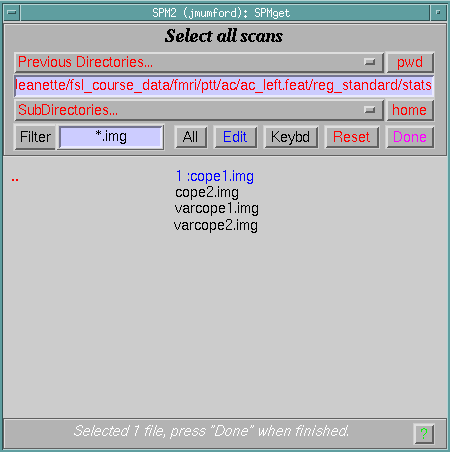 SPM2 (jmumford): SPMget
Select all scans
Previous Directories... pwd
leanette/fsl_course_data/fmri/ptt/ac/ac_left.feat/reg_standard/stats
SubDirectories... home
Filter *.img All Edit Keybd Reset Done
.. 1 :cope1.img
cope2.img
varcope1.img
varcope2.img
Selected 1 file, press "Done" when finished. ?